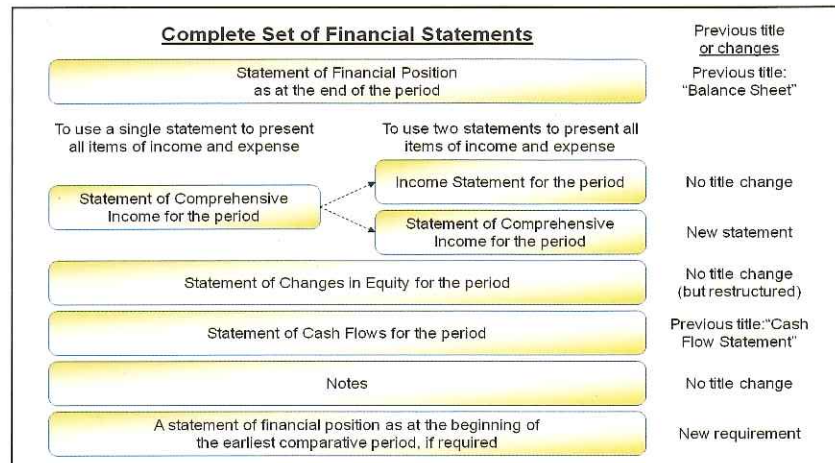 Complete Set of Financial Statements
Previous title
or changes
Statement of Financial Position
as at the end of the period
Previous title:
“Balance Sheet”
To use a single statement to present
all items of income and expense
To use two statements to present all
items of income and expense
Statement of Comprehensive
Income for the period
Income Statement for the period
No title change
Statement of Comprehensive
Income for the period
New statement
Statement of Changes in Equity for the period
No title change
(but restructured)
Statement of Cash Flows for the period
Previous title:“Cash
Flow Statement”
Notes
No title change
A statement of financial position as at the beginning of
the earliest comparative period, if required
New requirement